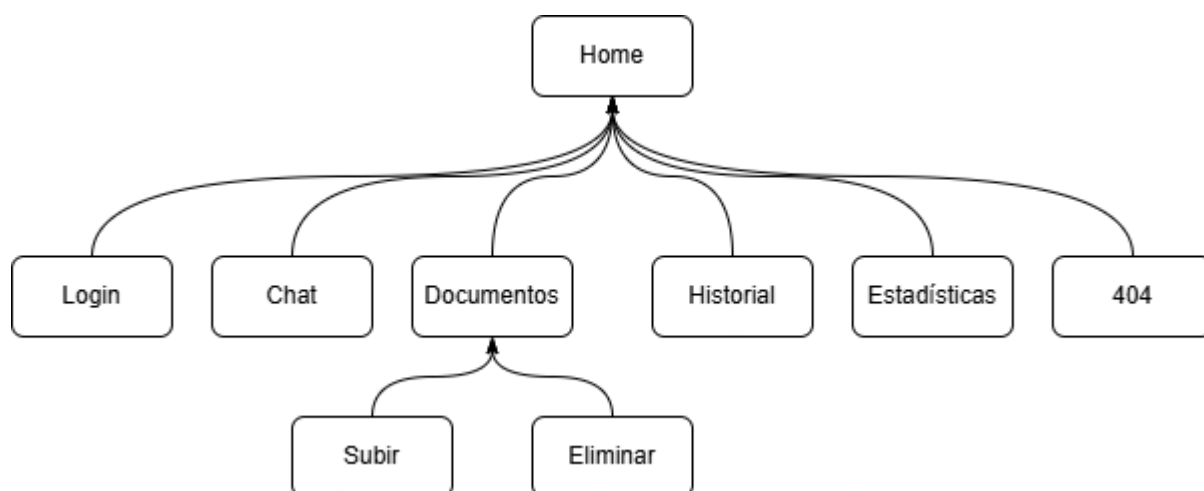 Home
Login
Chat
Documentos
Historial
Estadísticas
404
Subir
Eliminar